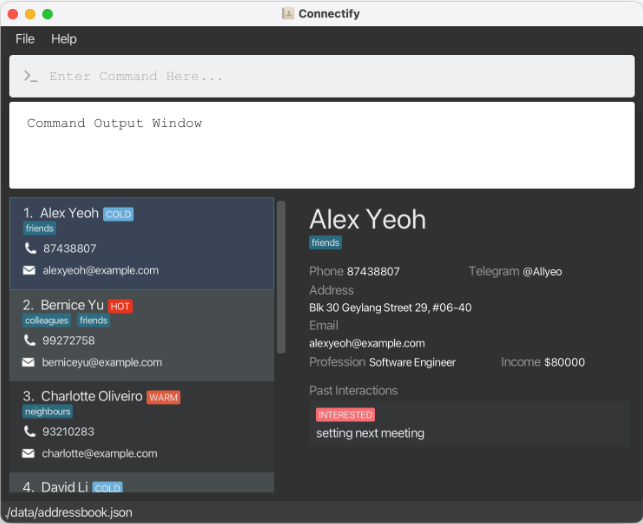 Connectify
File Help
>_ Enter Command Here...
Command Output Window
1. Alex Yeoh COLD
friends
87438807
alexyeoh@example.com
2. Bernice Yu HOT
colleagues friends
99272758
berniceyu@example.com
3. Charlotte Oliveiro WARM
neighbours
93210283
charlotte@example.com
4. David Li COLD
Alex Yeoh
friends
Phone 87438807 Telegram @Allyeo
Address
Blk 30 Geylang Street 29, #06-40
Email
alexyeoh@example.com
Profession Software Engineer Income $80000
Past Interactions
INTERESTED
setting next meeting
./data/addressbook.json